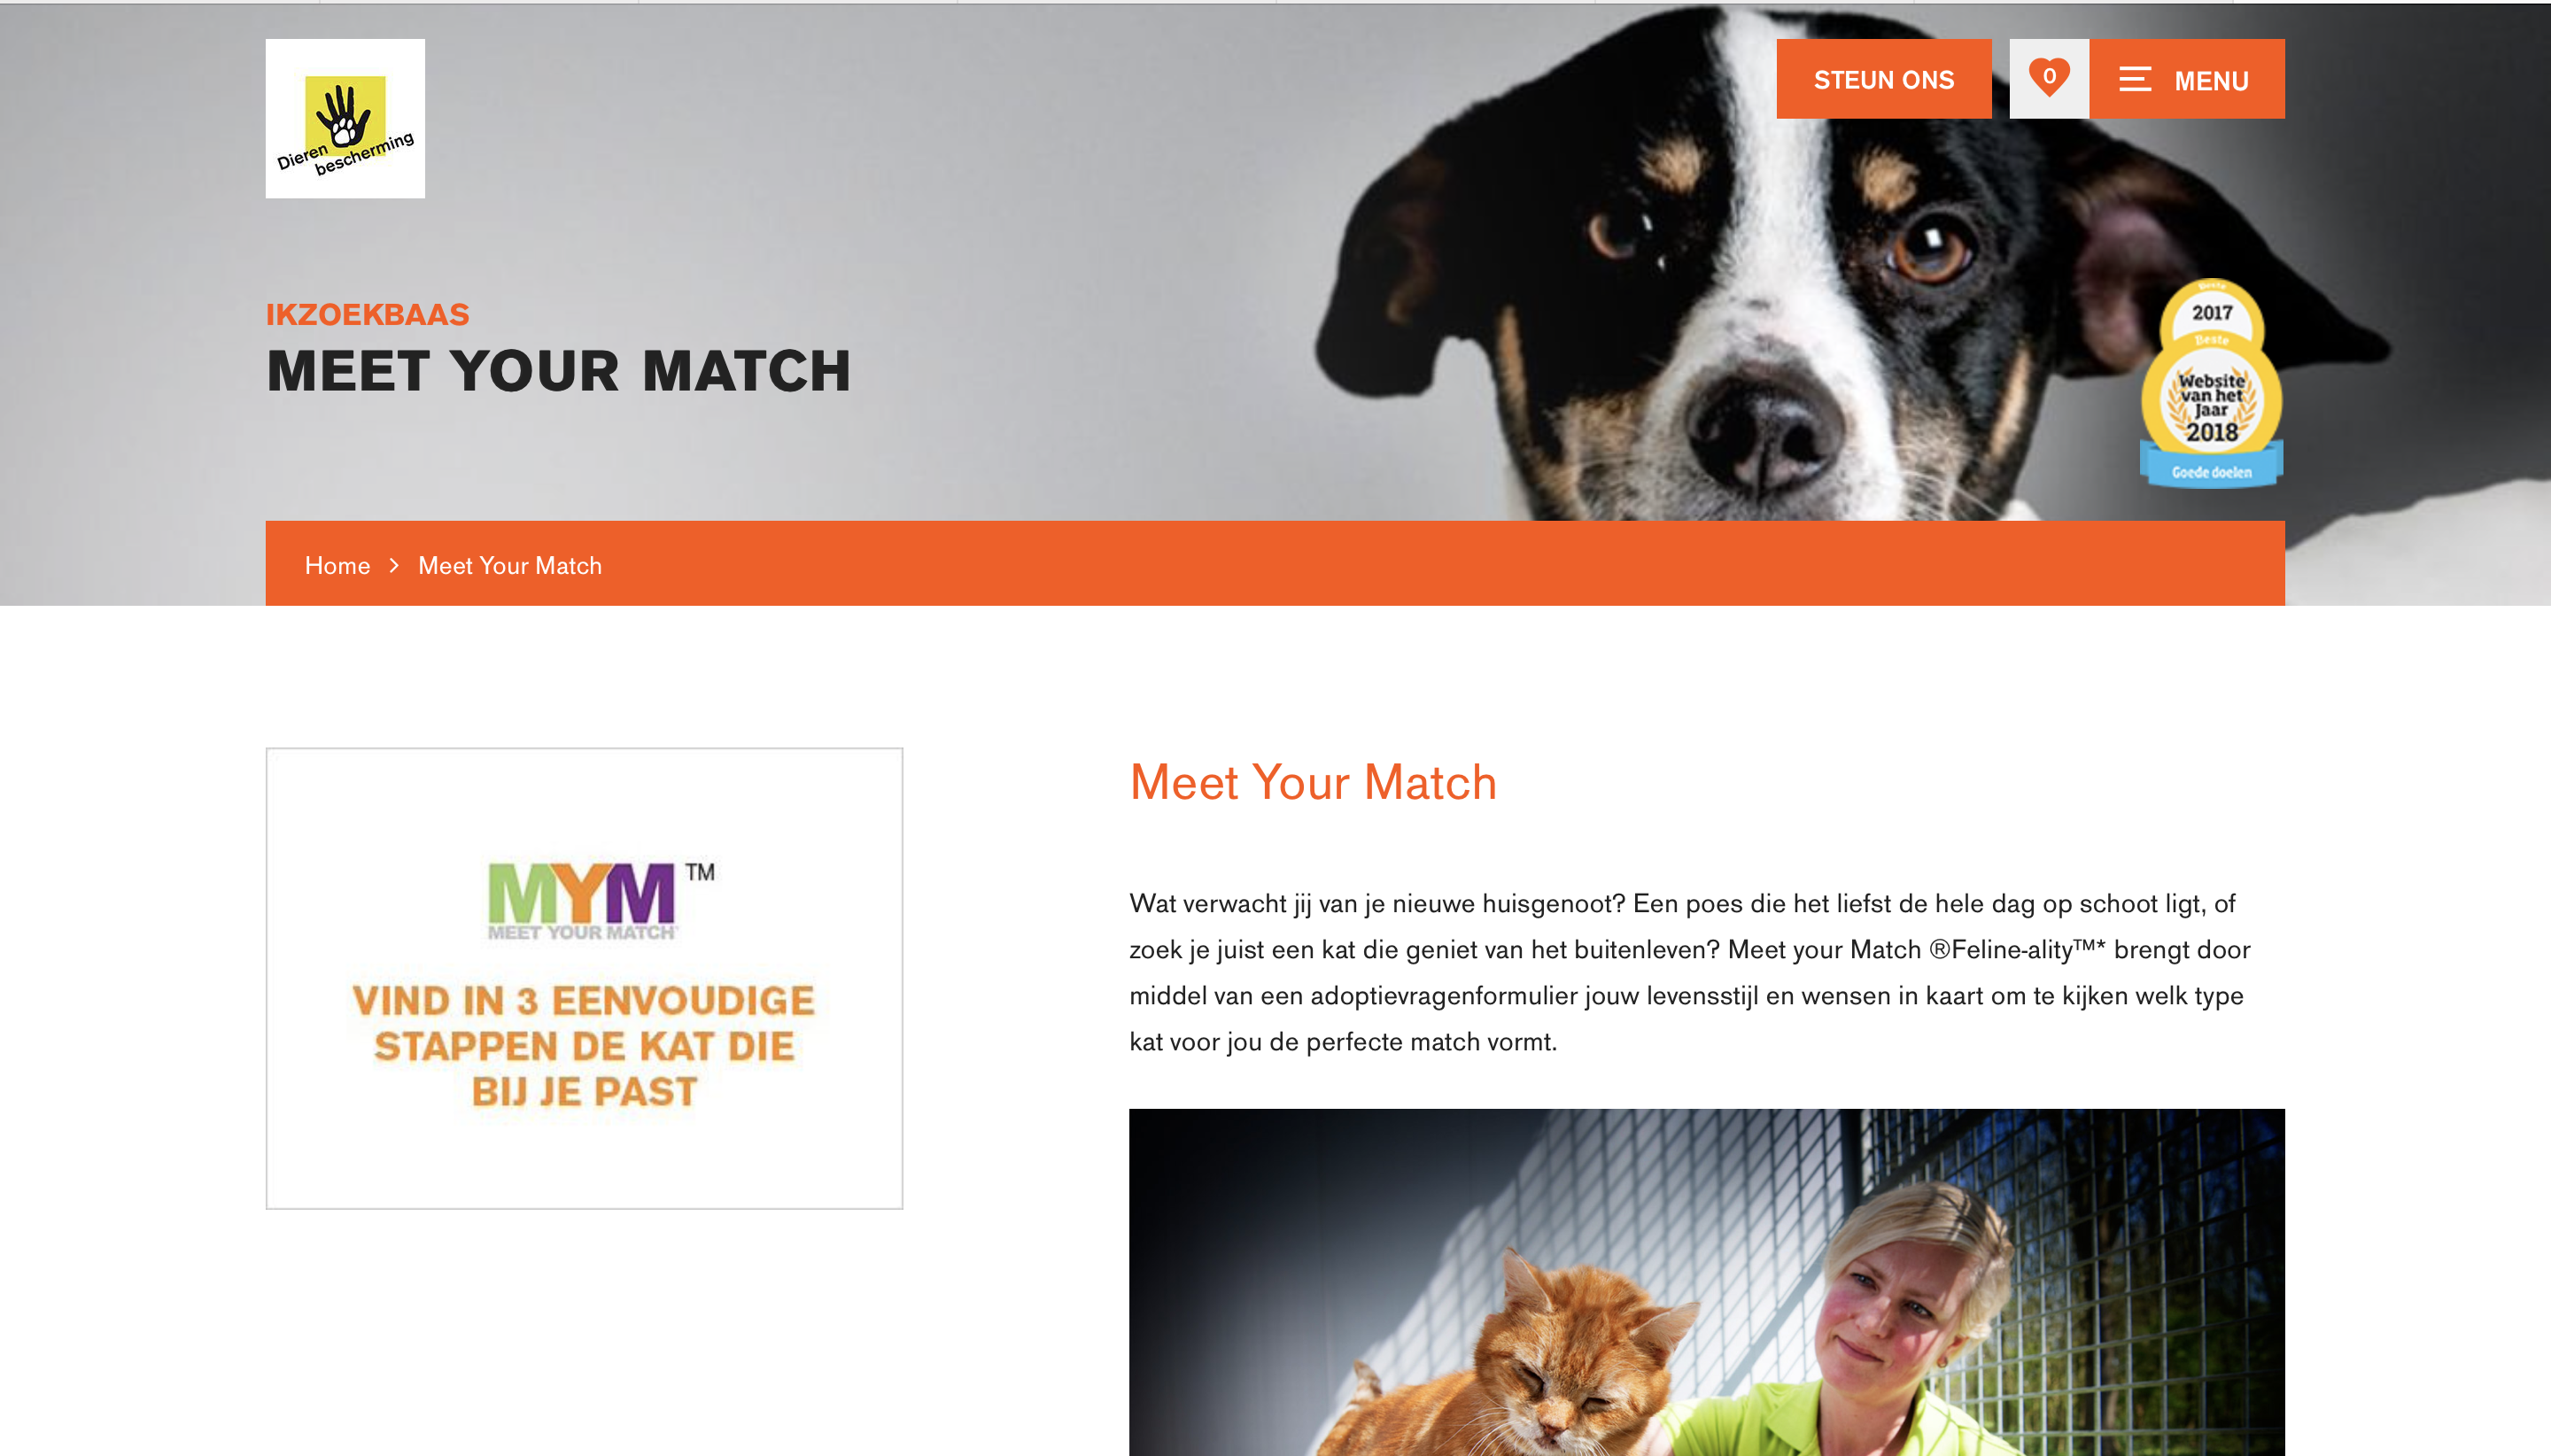 Dieren
bescherming
STEUN ONS
0
MENU
IKZOEKBAAS
MEET YOUR MATCH
Beste
2017
Beste
Website
van het
Jaar
2018
Goede doelen
Home > Meet Your Match
MYM TM
MEET YOUR MATCH
VIND IN 3 EENVOUDIGE
STAPPEN DE KAT DIE
BIJ JE PAST
Meet Your Match
Wat verwacht jij van je nieuwe huisgenoot? Een poes die het liefst de hele dag op schoot ligt, of
zoek je juist een kat die geniet van het buitenleven? Meet your Match ®Feline-ality™* brengt door
middel van een adoptievragenformulier jouw levensstijl en wensen in kaart om te kijken welk type
kat voor jou de perfecte match vormt.